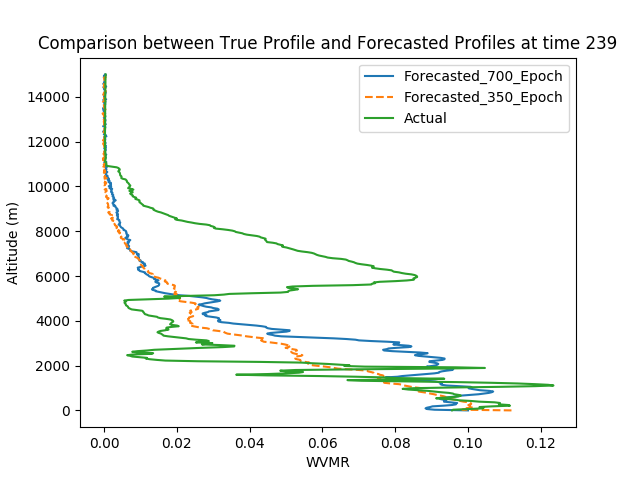 Comparison between True Profile and Forecasted Profiles at time 239
Forecasted_700_Epoch
Forecasted_350_Epoch
Actual
14000
12000
10000
8000
6000
4000
2000
0
Altitude (m)
0.00 0.02 0.04 0.06 0.08 0.10 0.12
WVMR